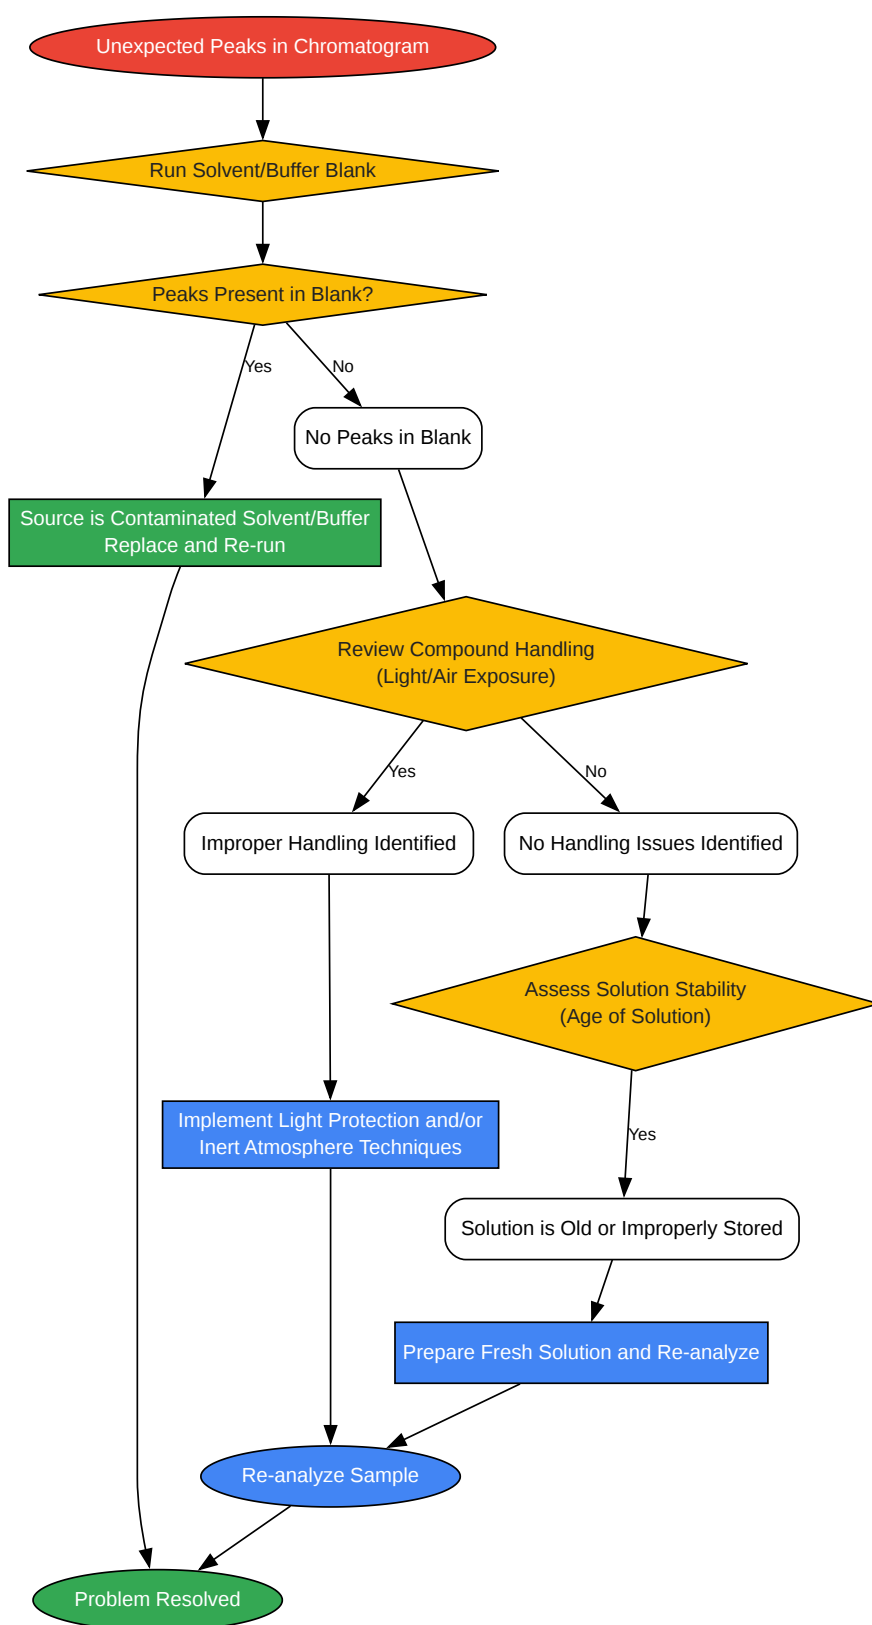 Unexpected Peaks in Chromatogram
Run Solvent/Buffer Blank
Peaks Present in Blank?
Yes
No
No Peaks in Blank
Source is Contaminated Solvent/Buffer
Replace and Re-run
Review Compound Handling
(Light/Air Exposure)
Yes
No
Improper Handling Identified
No Handling Issues Identified
Assess Solution Stability
(Age of Solution)
Implement Light Protection and/or
Inert Atmosphere Techniques
Yes
Solution is Old or Improperly Stored
Prepare Fresh Solution and Re-analyze
Re-analyze Sample
Problem Resolved